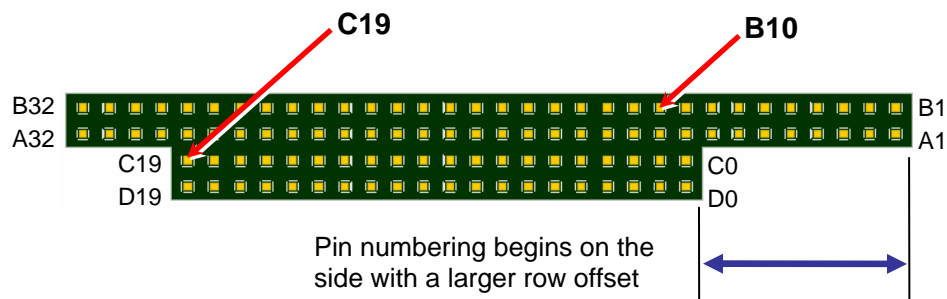 C19
B10
B32
B1
A32
A1
C19
C0
D19
D0
Pin numbering begins on the
side with a larger row offset